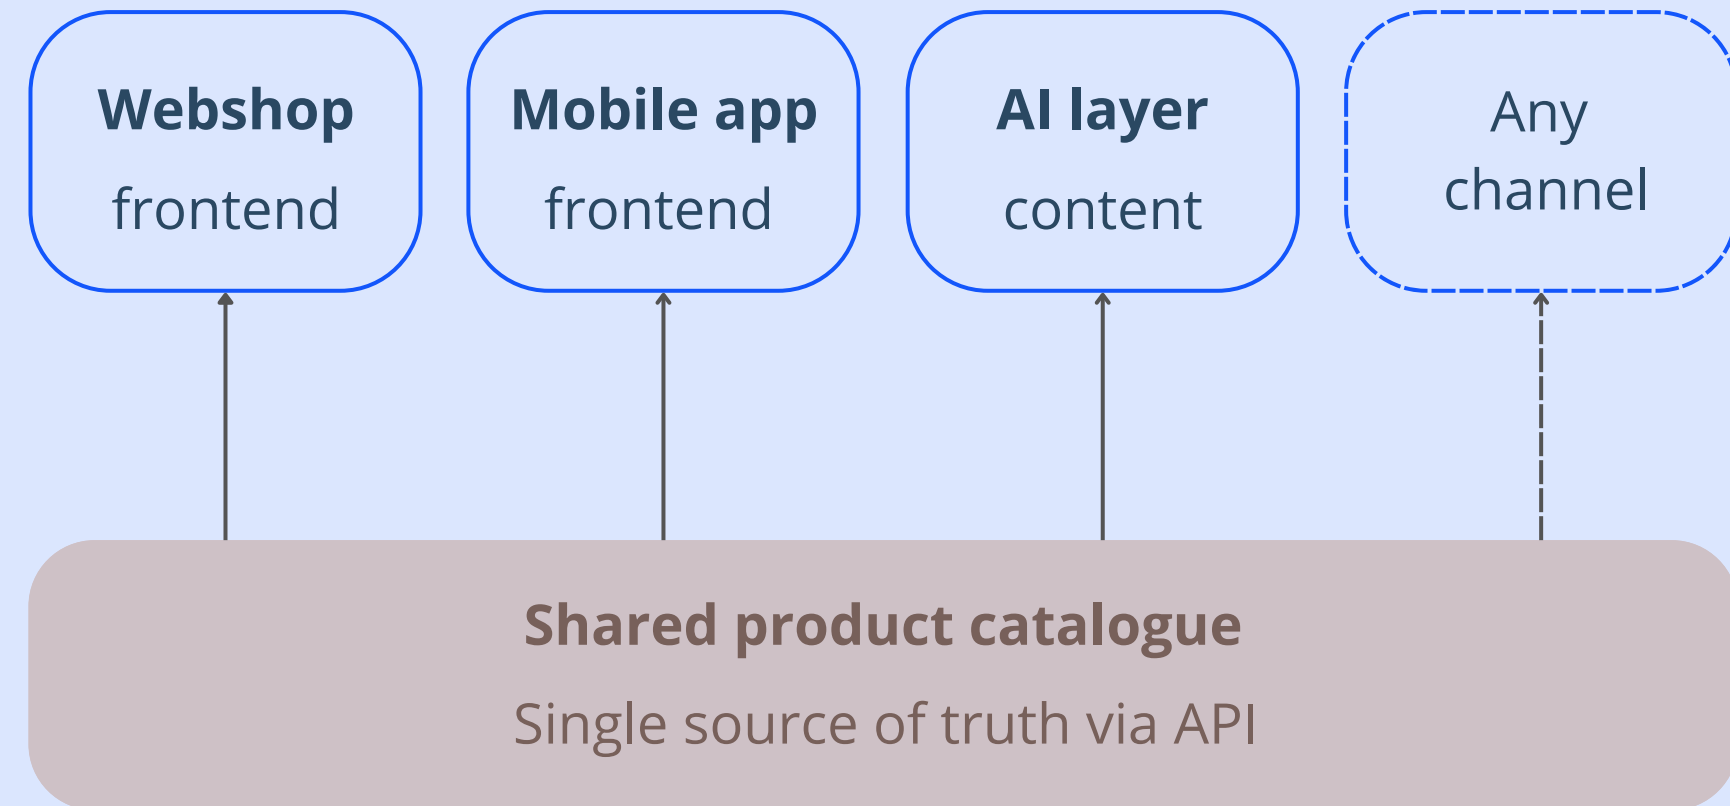 Webshop
frontend
Mobile app
frontend
AI layer
content
Any
channel
Shared product catalogue
Single source of truth via API